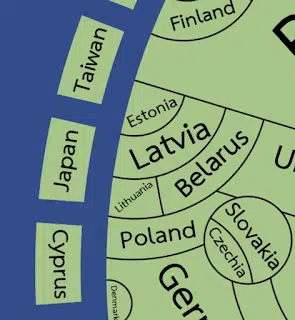 Finland
Taiwan
Estonia
Latvia
Japan
Belarus
Lithuania
Slovakia
Poland
Czechia
Cyprus
Denmark